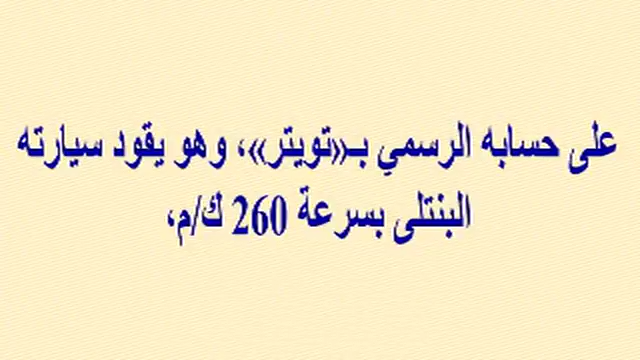 على حسابه الرسمي بـ«تويتر»، وهو يقود سيارته
البنتلى بسرعة 260 ك/م،